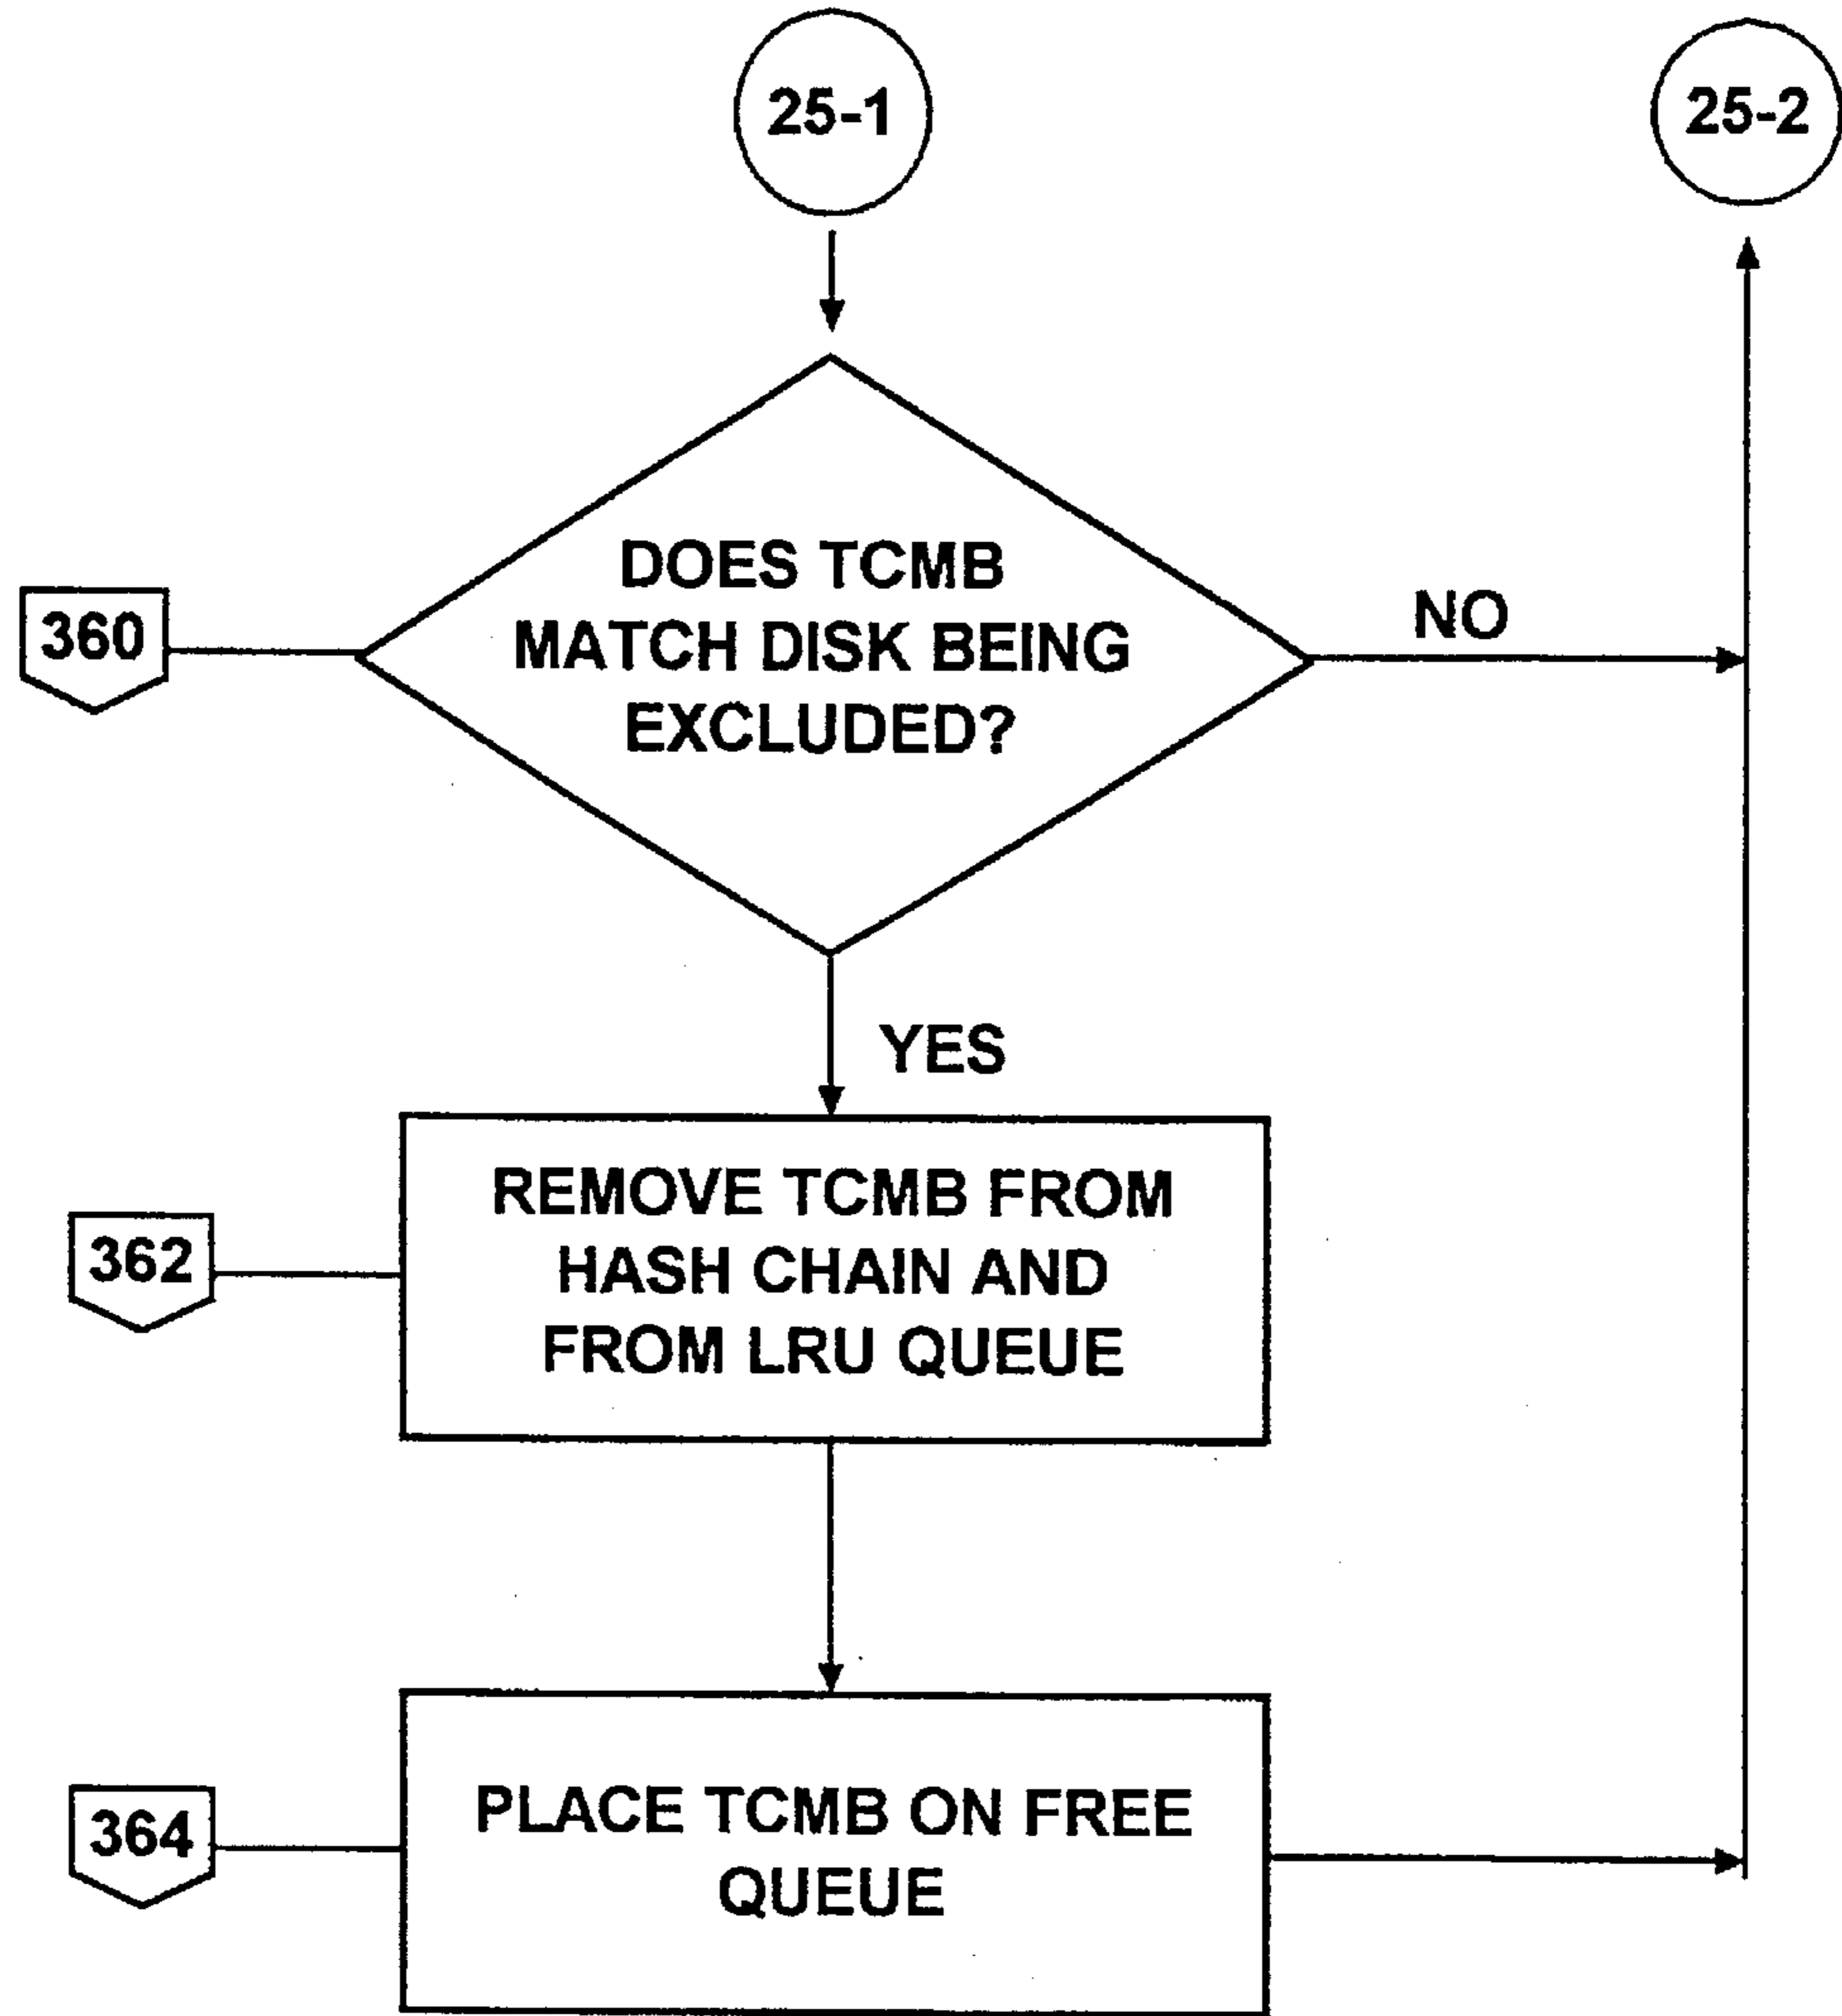 25-1
25-2
DOES TCMB
MATCH DISK BEING
EXCLUDED?
360
NO
YES
REMOVE TCMB FROM
HASH CHAIN AND
FROM LRU QUEUE
362
PLACE TCMB ON FREE
QUEUE
364